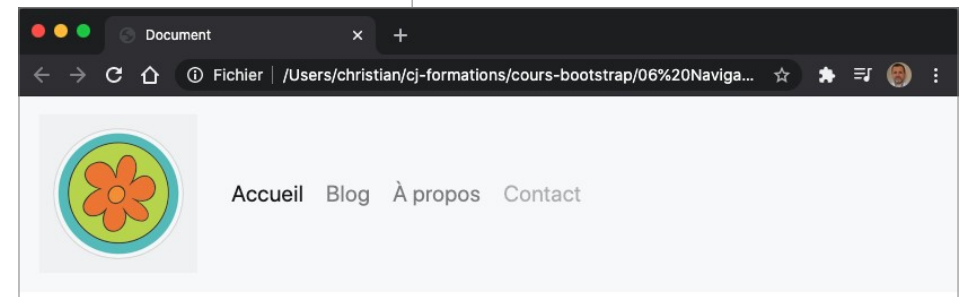 Document
Fichier | /Users/christian/cj-formations/cours-bootstrap/06%20Naviga...
Accueil Blog À propos Contact